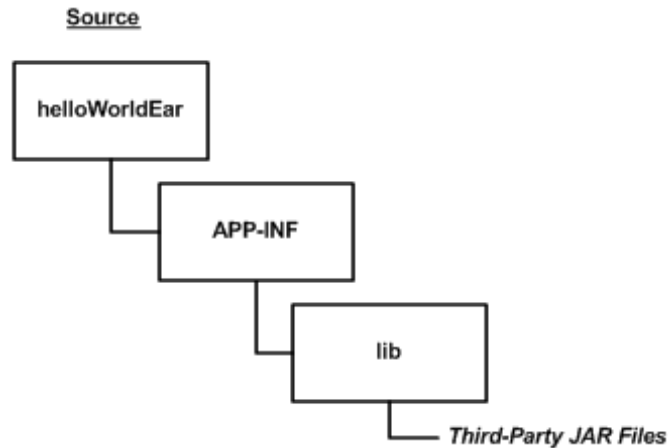 Source
helloWorldEar
APP-INF
lib
Third-Party JAR Files